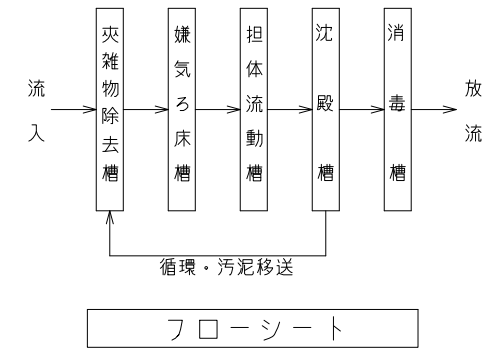 流入
夾雑物除去槽
嫌気ろ床槽
担体流動槽
沈殿槽
消毒槽
放流
循環・汚泥移送
フローシート